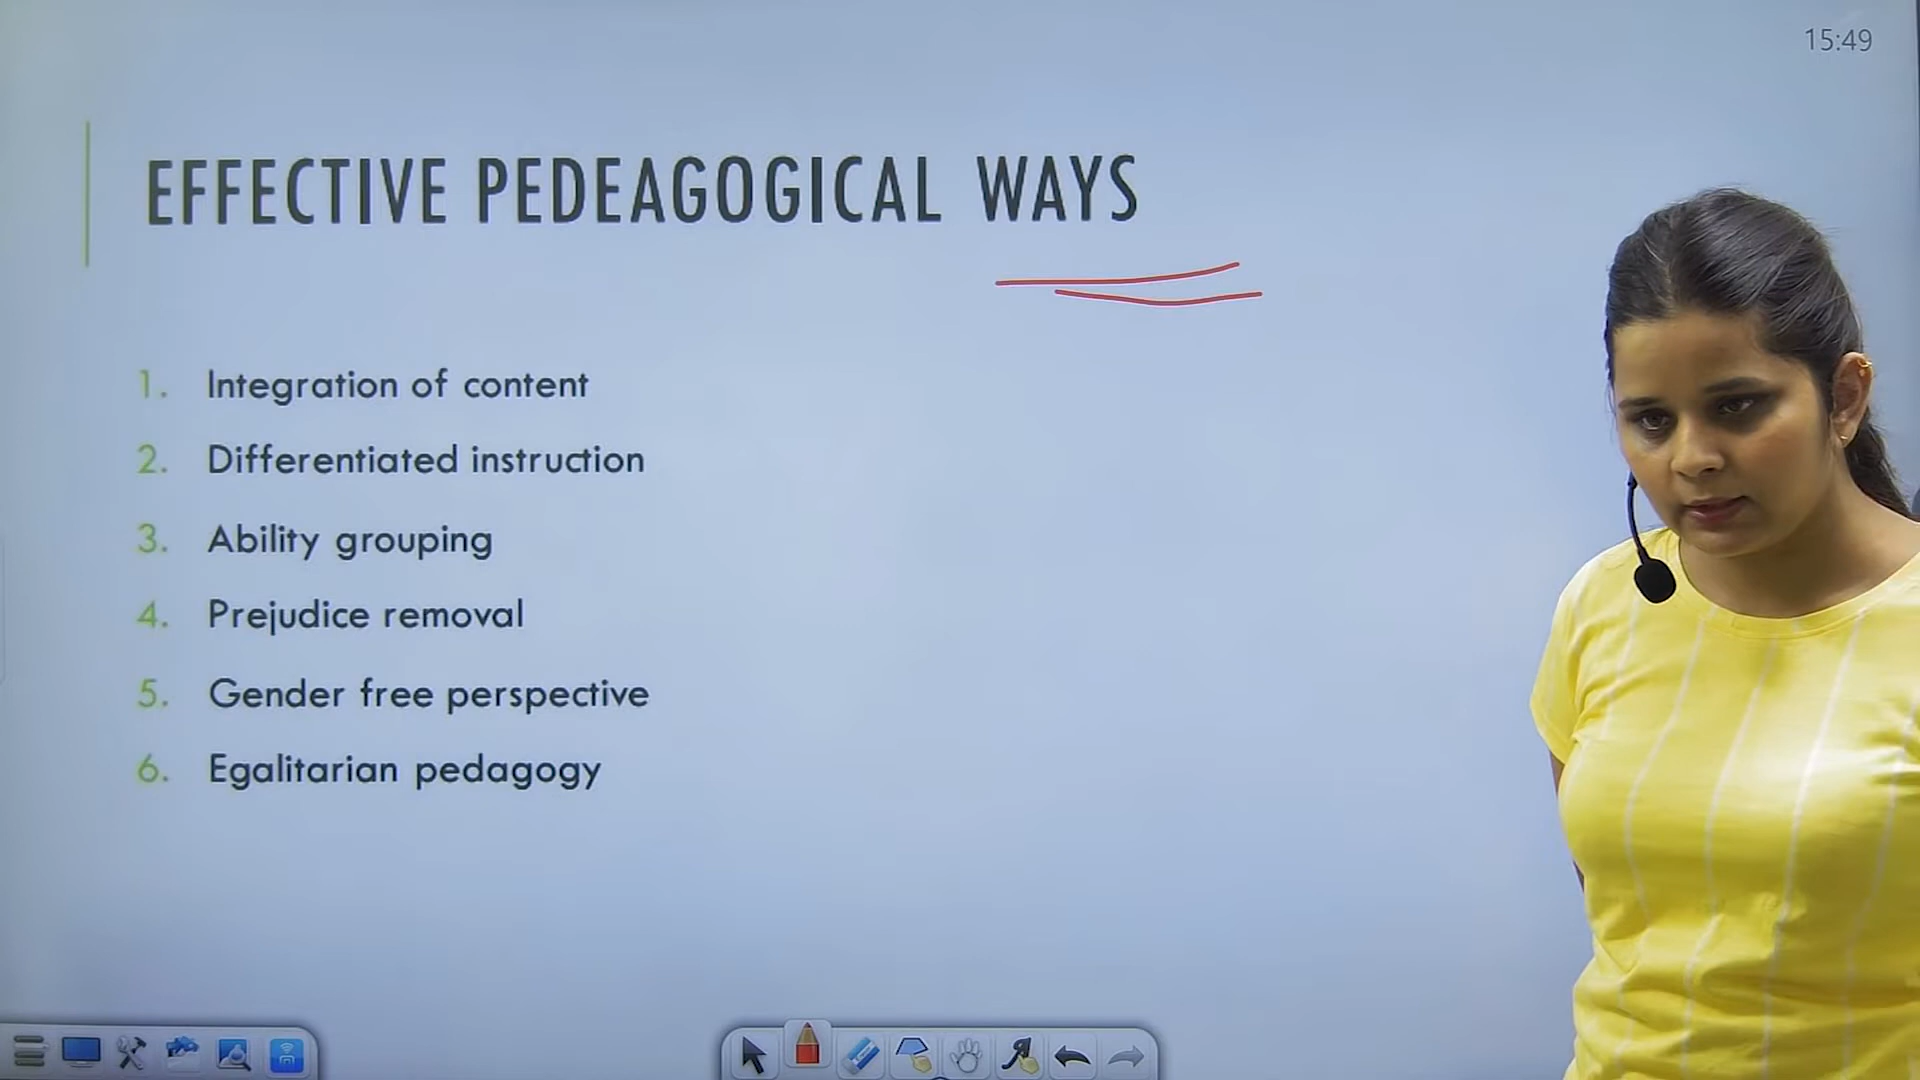 15:49
EFFECTIVE PEDEAGOGICAL WAYS
1. Integration of content
2. Differentiated instruction
3. Ability grouping
4. Prejudice removal
5. Gender free perspective
6. Egalitarian pedagogy